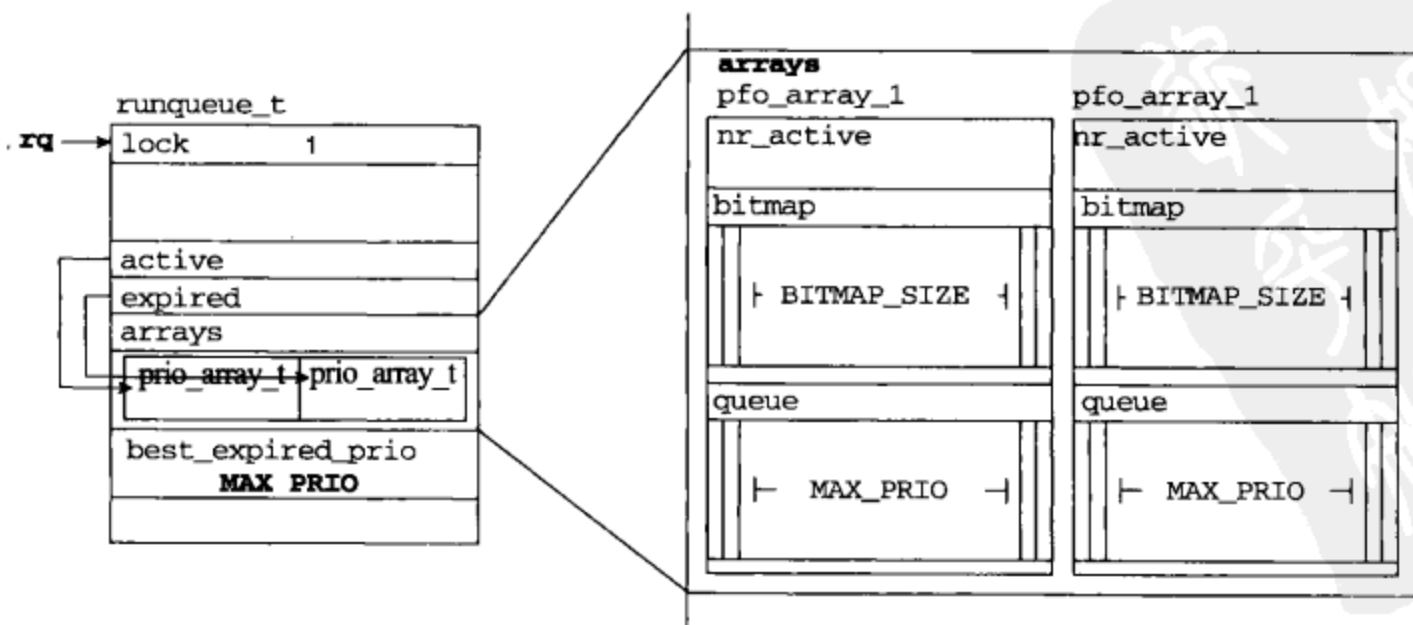 runqueue_t
rq
lock 1
active
expired
arrays
prio_array_t prio_array_t
best_expired_prio
MAX PRIO
arrays
pfo_array_1
nr_active
bitmap
BITMAP_SIZE
queue
MAX_PRIO
pfo_array_1
nr_active
bitmap
BITMAP_SIZE
queue
MAX_PRIO